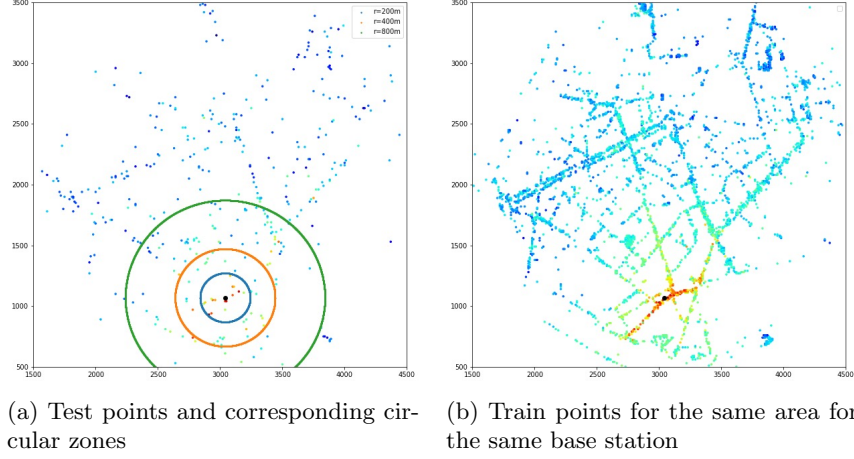 r=200m
r=400m
r=800m
3500
3000
2500
2000
1500
1000
500
1500 2000 2500 3000 3500 4000 4500
3500
3000
2500
2000
1500
1000
500
1500 2000 2500 3000 3500 4000 4500
(a) Test points and corresponding cir-
cular zones
(b) Train points for the same area for
the same base station